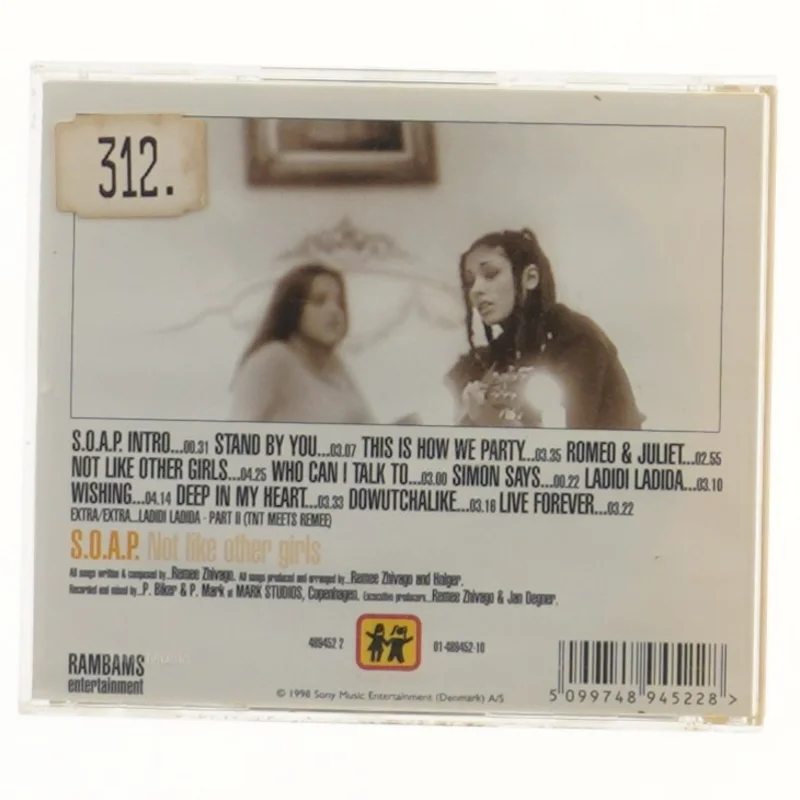 312.
S.O.A.P. INTRO...00.31 STAND BY YOU...03.07 THIS IS HOW WE PARTY...03.35 ROMEO & JULIET...02.55
NOT LIKE OTHER GIRLS...04.25 WHO CAN I TALK TO...03.00 SIMON SAYS...00.22 LADIDI LADIDA...03.10
WISHING...04.14 DEEP IN MY HEART...03.33 DOWUTCHALIKE...03.16 LIVE FOREVER...03.22
EXTRA/EXTRA...LADIDI LADIDA - PART II (TNT MEETS REMEE)
S.O.A.P. Not like other girls
All songs written & composed by...Remee Zhivago. All songs produced and arranged by...Remee Zhivago and Holger.
Recorded and mixed by...P. Biker & P. Mark at MARK STUDIOS, Copenhagen. Executive producers...Remee Zhivago & Jan Degner.
489452 2 01-489452-10
RAMBAMS
entertainment
© 1998 Sony Music Entertainment (Denmark) A/S
5 099748 945228 >